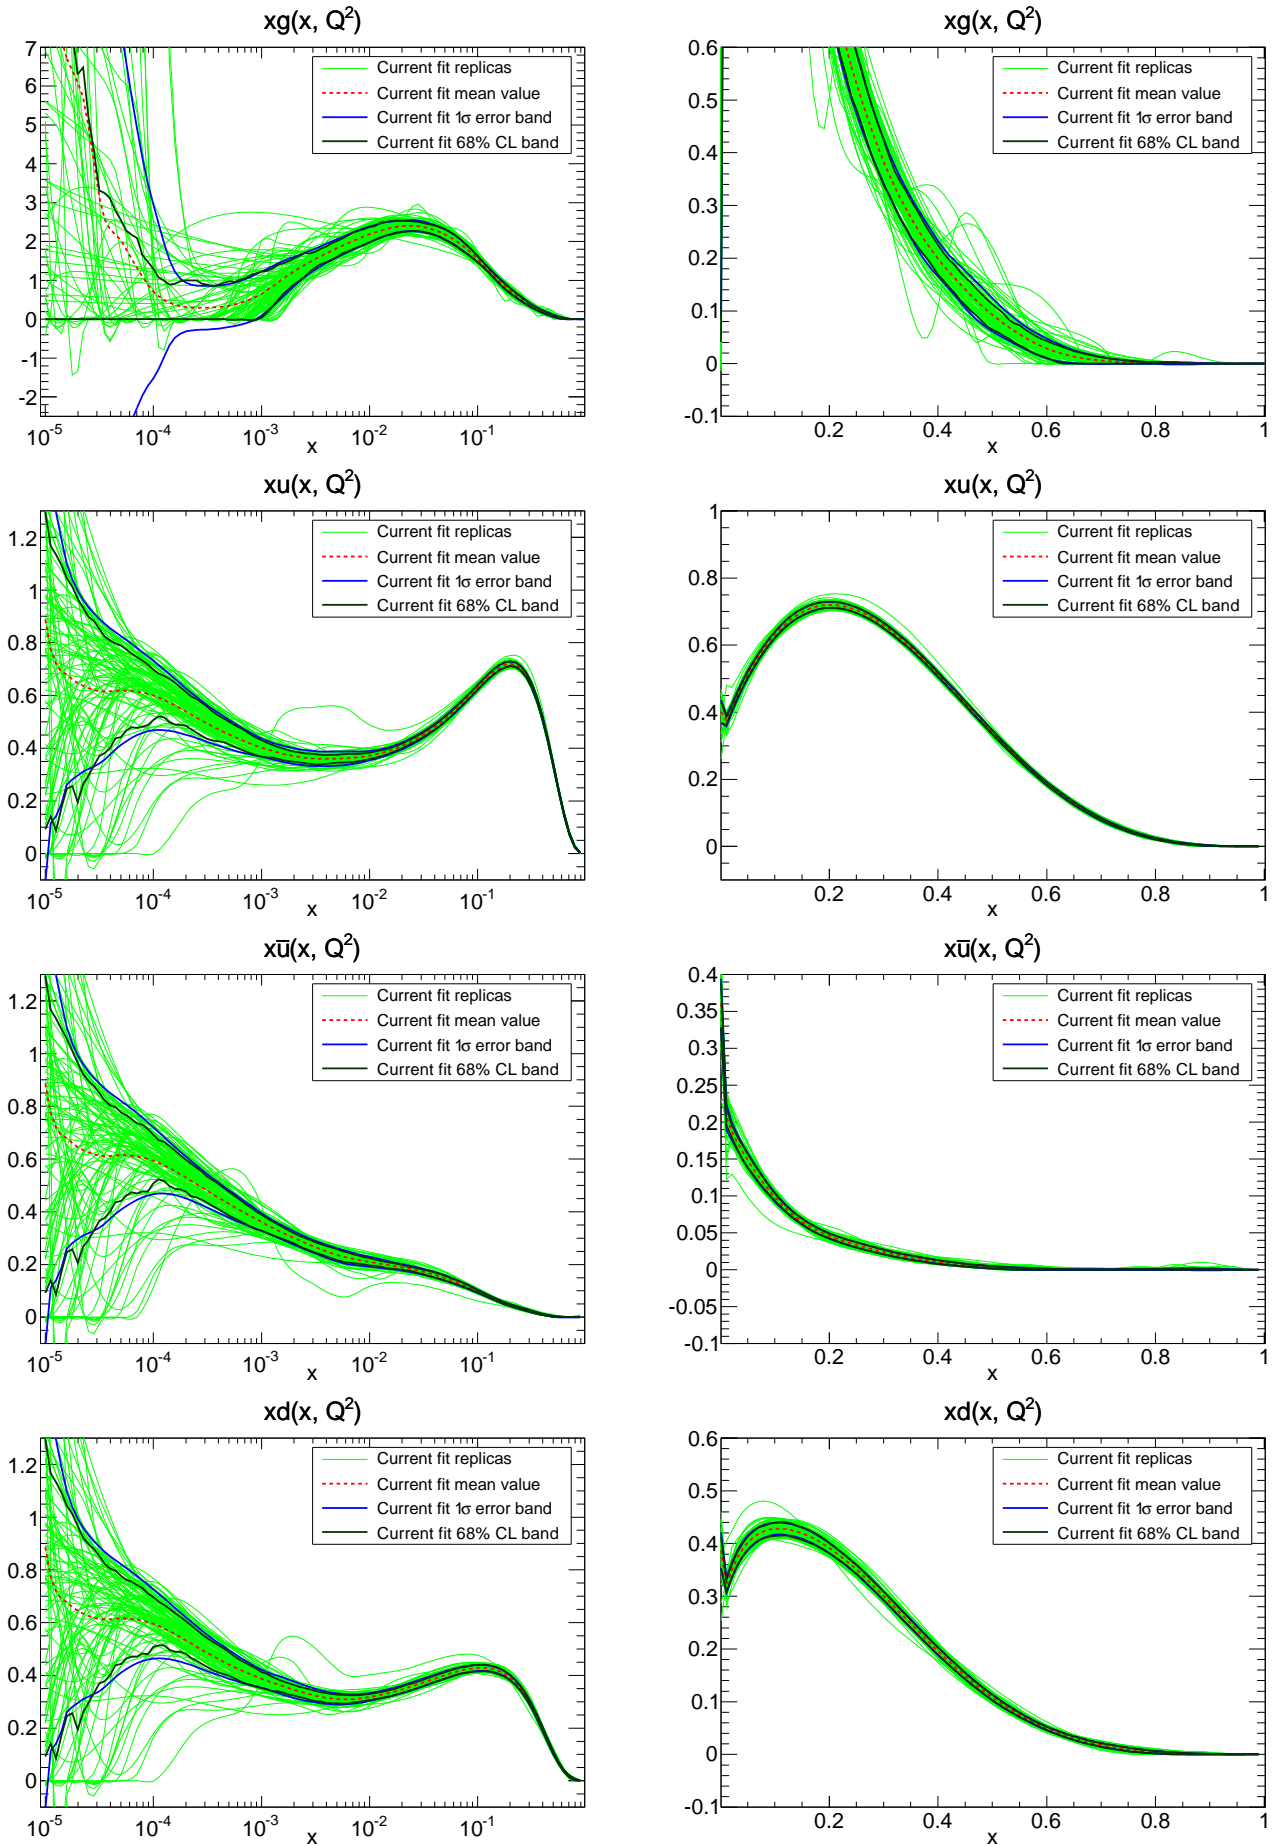 xg(x, Q²)
7
6
5
4
3
2
1
0
-1
-2
Current fit replicas
Current fit mean value
Current fit 1σ error band
Current fit 68% CL band
10⁻⁵ 10⁻⁴ 10⁻³ 10⁻² 10⁻¹
x
xg(x, Q²)
0.6
0.5
0.4
0.3
0.2
0.1
0
-0.1
Current fit replicas
Current fit mean value
Current fit 1σ error band
Current fit 68% CL band
0.2 0.4 0.6 0.8 1
x
xu(x, Q²)
1.2
1
0.8
0.6
0.4
0.2
0
Current fit replicas
Current fit mean value
Current fit 1σ error band
Current fit 68% CL band
10⁻⁵ 10⁻⁴ 10⁻³ 10⁻² 10⁻¹
x
xu(x, Q²)
1
0.8
0.6
0.4
0.2
0
Current fit replicas
Current fit mean value
Current fit 1σ error band
Current fit 68% CL band
0.2 0.4 0.6 0.8 1
x
xu̅(x, Q²)
1.2
1
0.8
0.6
0.4
0.2
0
Current fit replicas
Current fit mean value
Current fit 1σ error band
Current fit 68% CL band
10⁻⁵ 10⁻⁴ 10⁻³ 10⁻² 10⁻¹
x
xu̅(x, Q²)
0.4
0.35
0.3
0.25
0.2
0.15
0.1
0.05
0
-0.05
-0.1
Current fit replicas
Current fit mean value
Current fit 1σ error band
Current fit 68% CL band
0.2 0.4 0.6 0.8 1
x
xd(x, Q²)
1.2
1
0.8
0.6
0.4
0.2
0
Current fit replicas
Current fit mean value
Current fit 1σ error band
Current fit 68% CL band
10⁻⁵ 10⁻⁴ 10⁻³ 10⁻² 10⁻¹
x
xd(x, Q²)
0.6
0.5
0.4
0.3
0.2
0.1
0
-0.1
Current fit replicas
Current fit mean value
Current fit 1σ error band
Current fit 68% CL band
0.2 0.4 0.6 0.8 1
x